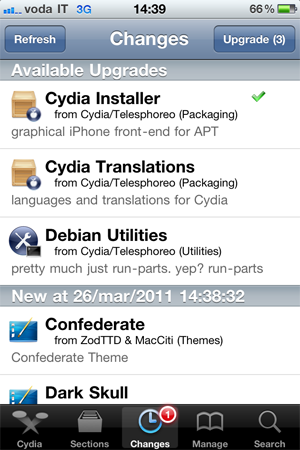 voda IT 3G 14:39 66%
Refresh Changes Upgrade (3)
Available Upgrades
Cydia Installer
from Cydia/Telesphoreo (Packaging)
graphical iPhone front-end for APT
Cydia Translations
from Cydia/Telesphoreo (Packaging)
languages and translations for Cydia
Debian Utilities
from Cydia/Telesphoreo (Utilities)
pretty much just run-parts. yep? run-parts
New at 26/mar/2011 14:38:32
Confederate
from ZodTTD & MacCiti (Themes)
Confederate Theme
Dark Skull
1
Cydia Sections Changes Manage Search